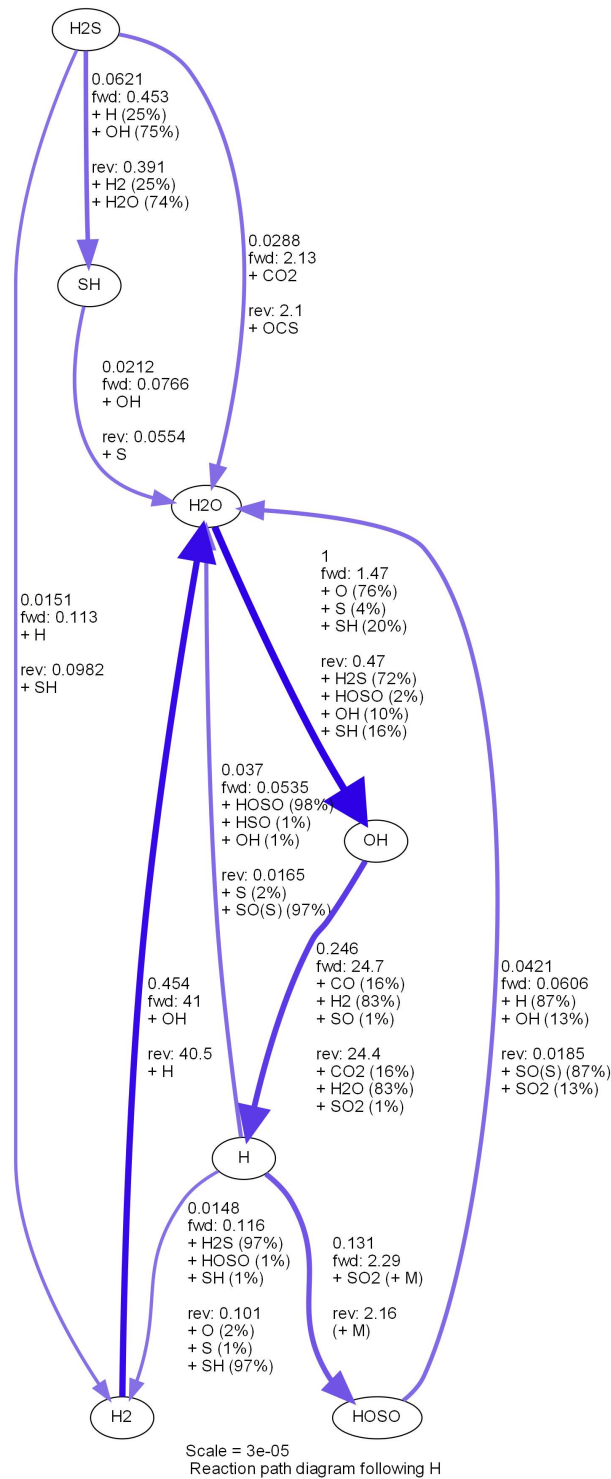 H2S
0.0621
fwd: 0.453
+ H (25%)
+ OH (75%)
rev: 0.391
+ H2 (25%)
+ H2O (74%)
0.0288
fwd: 2.13
+ CO2
rev: 2.1
+ OCS
SH
0.0212
fwd: 0.0766
+ OH
rev: 0.0554
+ S
H2O
0.0151
fwd: 0.113
+ H
rev: 0.0982
+ SH
1
fwd: 1.47
+ O (76%)
+ S (4%)
+ SH (20%)
rev: 0.47
+ H2S (72%)
+ HOSO (2%)
+ OH (10%)
+ SH (16%)
0.037
fwd: 0.0535
+ HOSO (98%)
+ HSO (1%)
+ OH (1%)
rev: 0.0165
+ S (2%)
+ SO(S) (97%)
OH
0.454
fwd: 41
+ OH
rev: 40.5
+ H
0.246
fwd: 24.7
+ CO (16%)
+ H2 (83%)
+ SO (1%)
rev: 24.4
+ CO2 (16%)
+ H2O (83%)
+ SO2 (1%)
0.0421
fwd: 0.0606
+ H (87%)
+ OH (13%)
rev: 0.0185
+ SO(S) (87%)
+ SO2 (13%)
H
0.0148
fwd: 0.116
+ H2S (97%)
+ HOSO (1%)
+ SH (1%)
rev: 0.101
+ O (2%)
+ S (1%)
+ SH (97%)
0.131
fwd: 2.29
+ SO2 (+ M)
rev: 2.16
(+ M)
H2
HOSO
Scale = 3e-05
Reaction path diagram following H